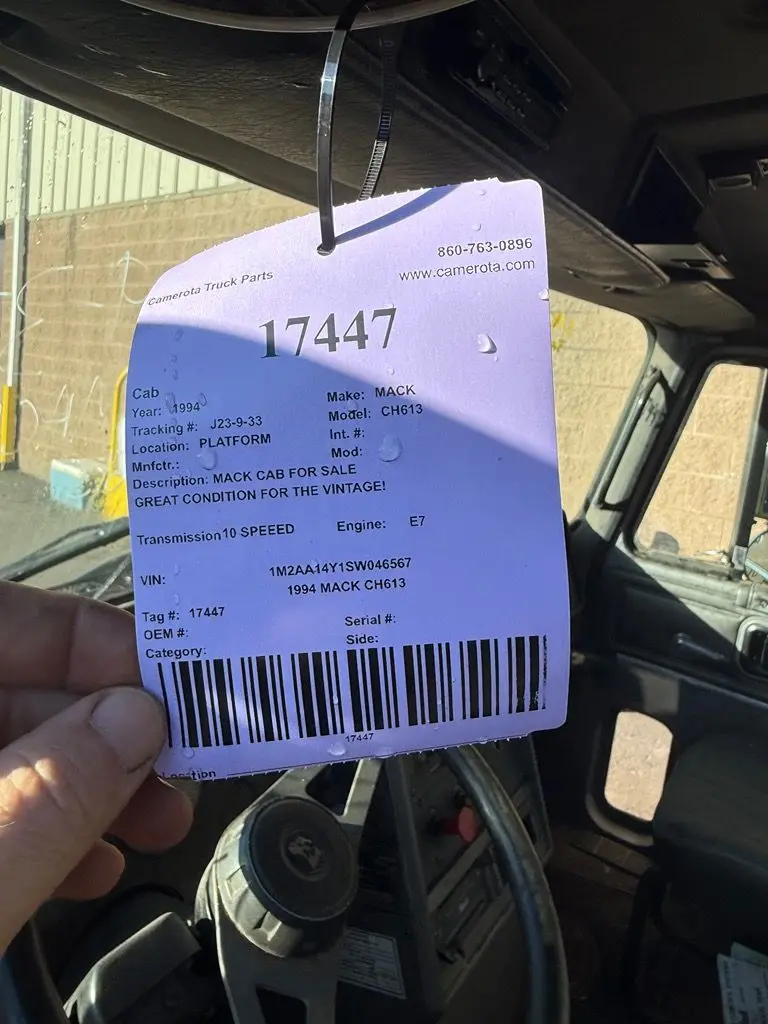 Camerota Truck Parts
860-763-0896
www.camerota.com
17447
Cab
Year: 1994
Make: MACK
Tracking #: J23-9-33
Model: CH613
Location: PLATFORM
Int. #:
Mnfctr.:
Mod:
Description: MACK CAB FOR SALE
GREAT CONDITION FOR THE VINTAGE!
Transmission10 SPEEED
Engine: E7
VIN: 1M2AA14Y1SW046567
1994 MACK CH613
Tag #: 17447
Serial #:
OEM #:
Side:
Category:
17447
Location